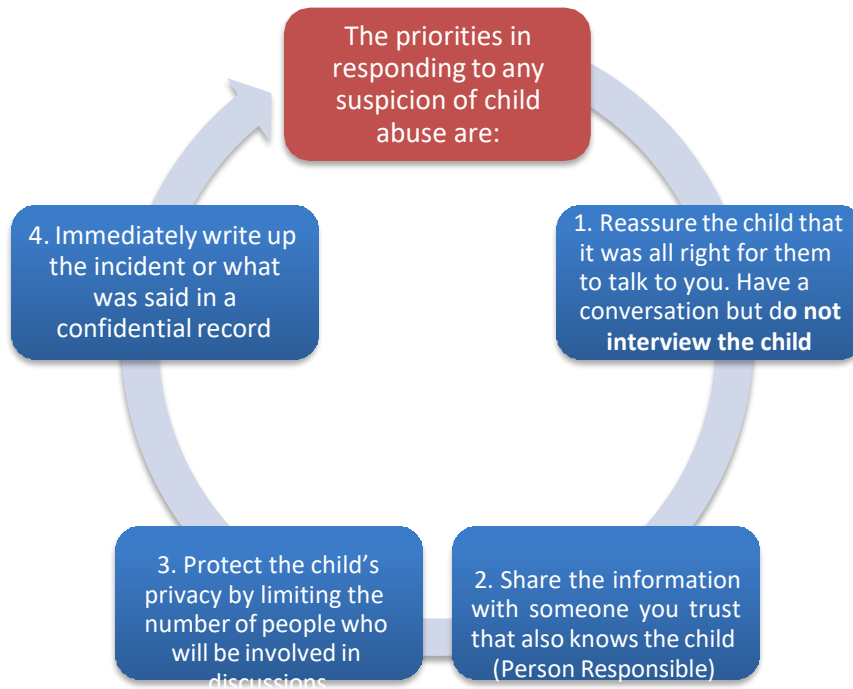 The priorities in
responding to any
suspicion of child
abuse are:
1. Reassure the child that
it was all right for them
to talk to you. Have a
conversation but do not
interview the child
2. Share the information
with someone you trust
that also knows the child
(Person Responsible)
3. Protect the child’s
privacy by limiting the
number of people who
will be involved in
discussions
4. Immediately write up
the incident or what
was said in a
confidential record